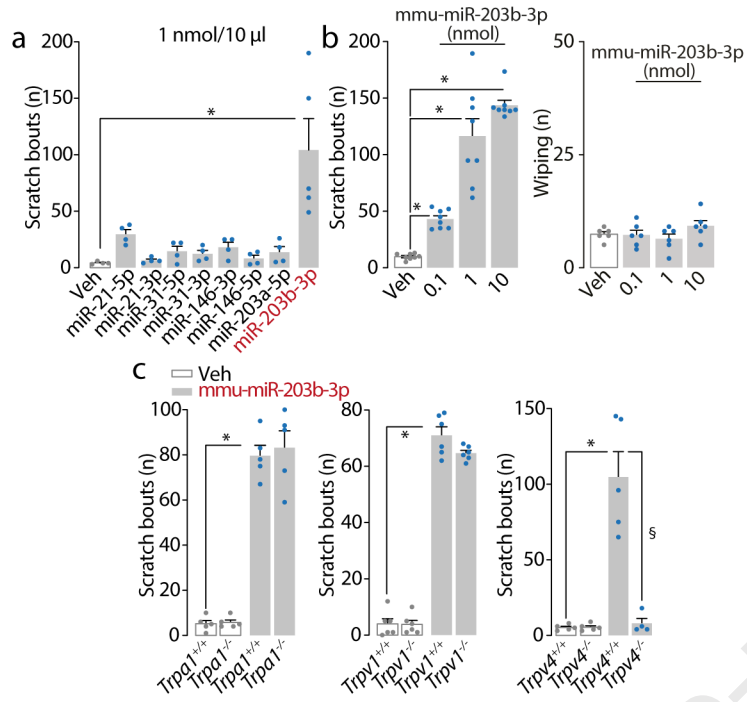 a
1 nmol/10 µl
Scratch bouts (n)
200
150
100
50
0
*
Veh
miR-21-5p
miR-21-3p
miR-31-5p
miR-31-3p
miR-146-3p
miR-146-5p
miR-203a-5p
miR-203b-3p
b
mmu-miR-203b-3p
(nmol)
Scratch bouts (n)
200
150
100
50
0
*
*
*
Veh
0.1
1
10
mmu-miR-203b-3p
(nmol)
Wiping (n)
50
25
0
Veh
0.1
1
10
c
Veh
mmu-miR-203b-3p
Scratch bouts (n)
100
80
60
40
20
0
*
Trpa1+/+
Trpa1-/-
Trpa1+/+
Trpa1-/-
Scratch bouts (n)
80
60
40
20
0
*
Trpv1+/+
Trpv1-/-
Trpv1+/+
Trpv1-/-
Scratch bouts (n)
150
100
50
0
*
§
Trpv4+/+
Trpv4-/-
Trpv4+/+
Trpv4-/-